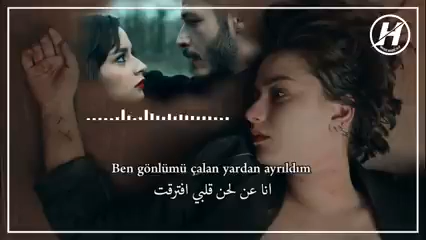 Ben gönlümü çalan yardan ayrıldım
انا عن لحن قلبي افترقت